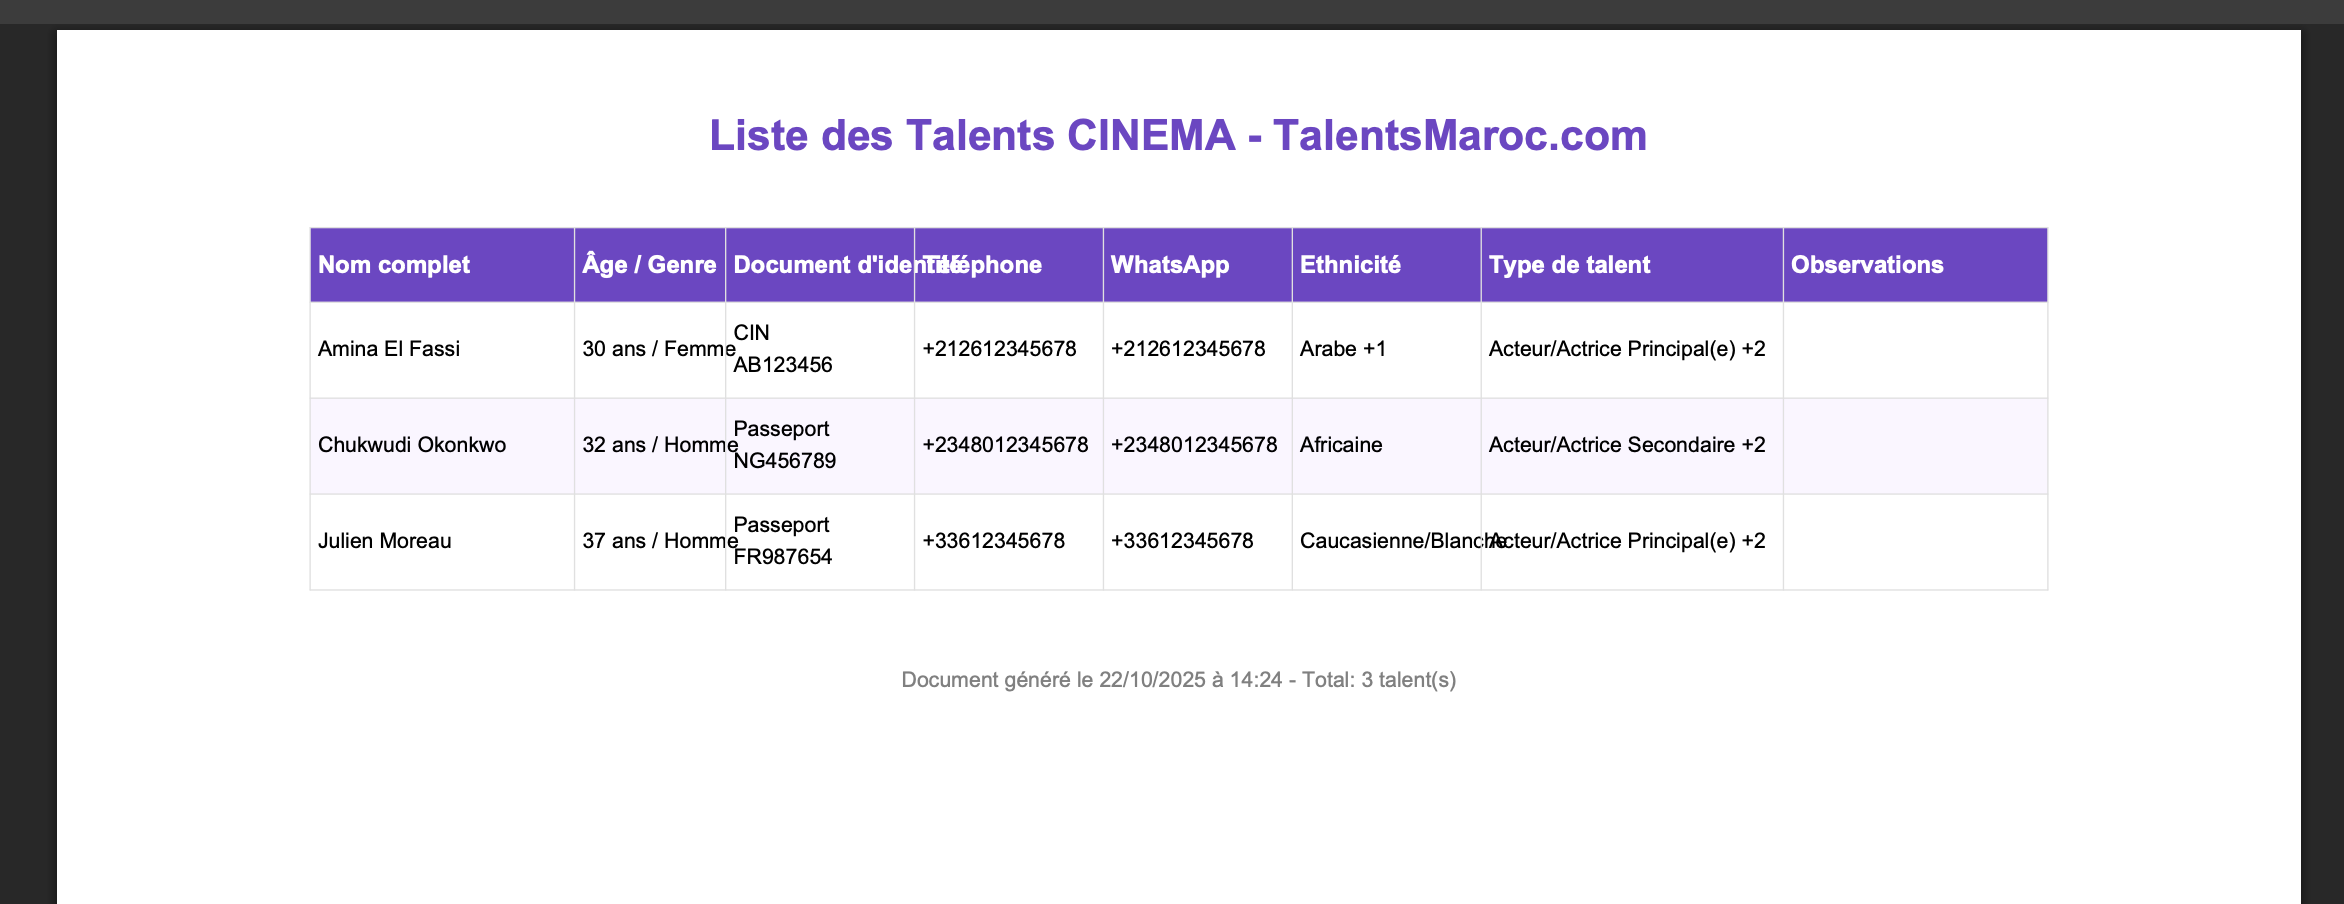 Liste des Talents CINEMA - TalentsMaroc.com
Nom complet Âge / Genre Document d'identité Téléphone WhatsApp Ethnicité Type de talent Observations
Amina El Fassi 30 ans / Femme CIN AB123456 +212612345678 +212612345678 Arabe +1 Acteur/Actrice Principal(e) +2
Chukwudi Okonkwo 32 ans / Homme Passeport NG456789 +2348012345678 +2348012345678 Africaine Acteur/Actrice Secondaire +2
Julien Moreau 37 ans / Homme Passeport FR987654 +33612345678 +33612345678 Caucasienne/Blanche Acteur/Actrice Principal(e) +2
Document généré le 22/10/2025 à 14:24 - Total: 3 talent(s)